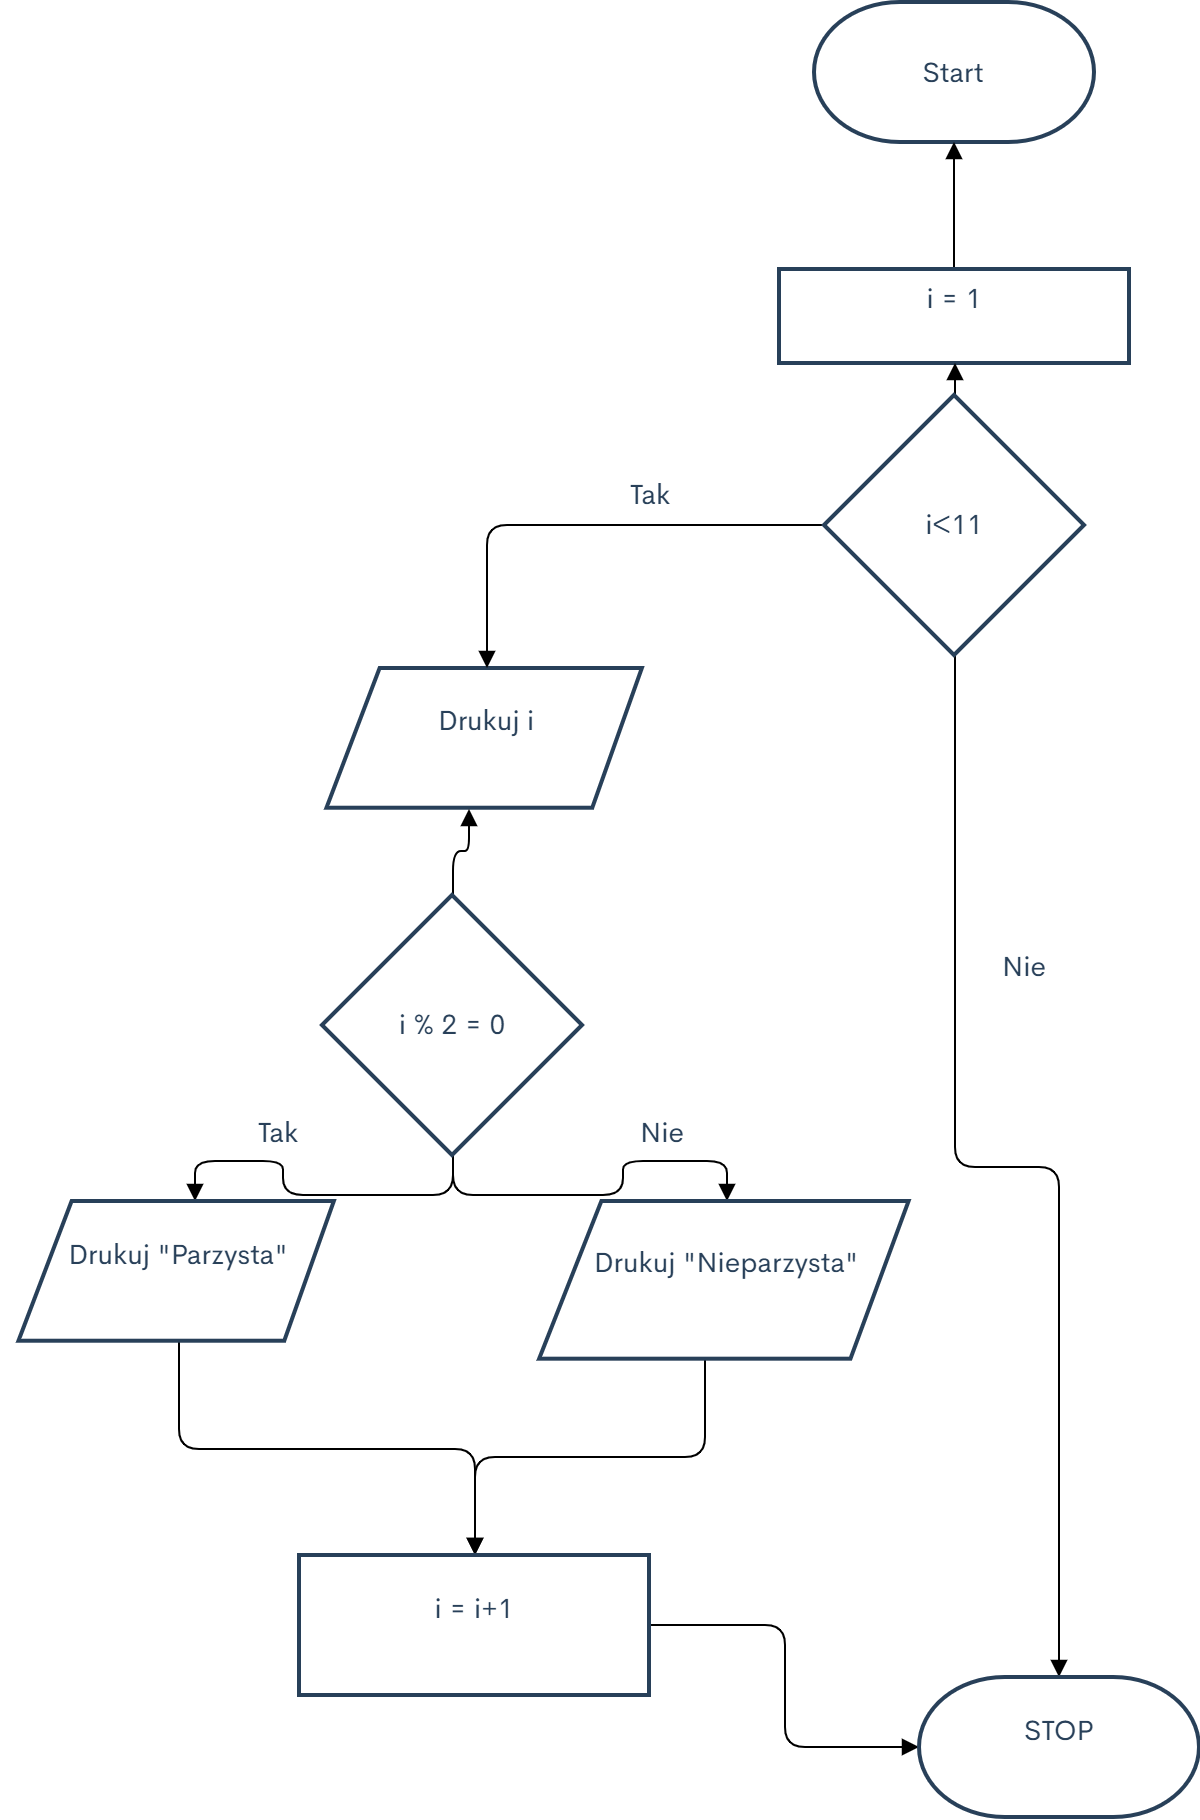 Start
i = 1
i<11
Tak
Drukuj i
Nie
i % 2 = 0
Tak
Nie
Drukuj "Parzysta"
Drukuj "Nieparzysta"
i = i+1
STOP